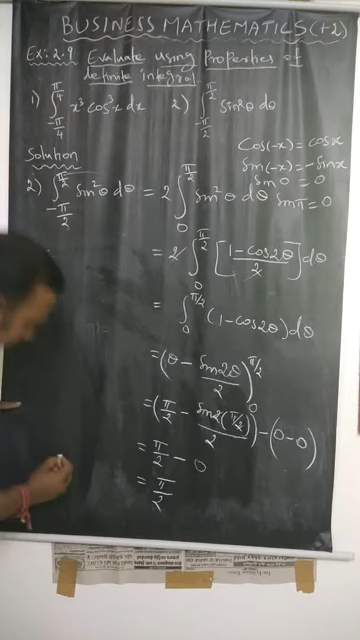 BUSINESS MATHEMATICS (+2)
Ex: 2.9 Evaluate using Properties of
definite integral
1) ∫_{-π/4}^{π/4} x³ cos³x dx 2) ∫_{-π/2}^{π/2} sin²θ dθ
Cos(-x) = cosx
Sin(-x) = -sinx
Solution
sin 0 = 0
2) ∫_{-π/2}^{π/2} sin²θ dθ = 2 ∫_0^{π/2} sin²θ dθ sinπ = 0
= 2 ∫_0^{π/2} [1-cos2θ / 2] dθ
= ∫_0^{π/2} (1-cos2θ) dθ
= (θ - sin2θ/2)_0^{π/2}
= (π/2 - sin2(π/2)/2) - (0-0)
= π/2 - 0
= π/2